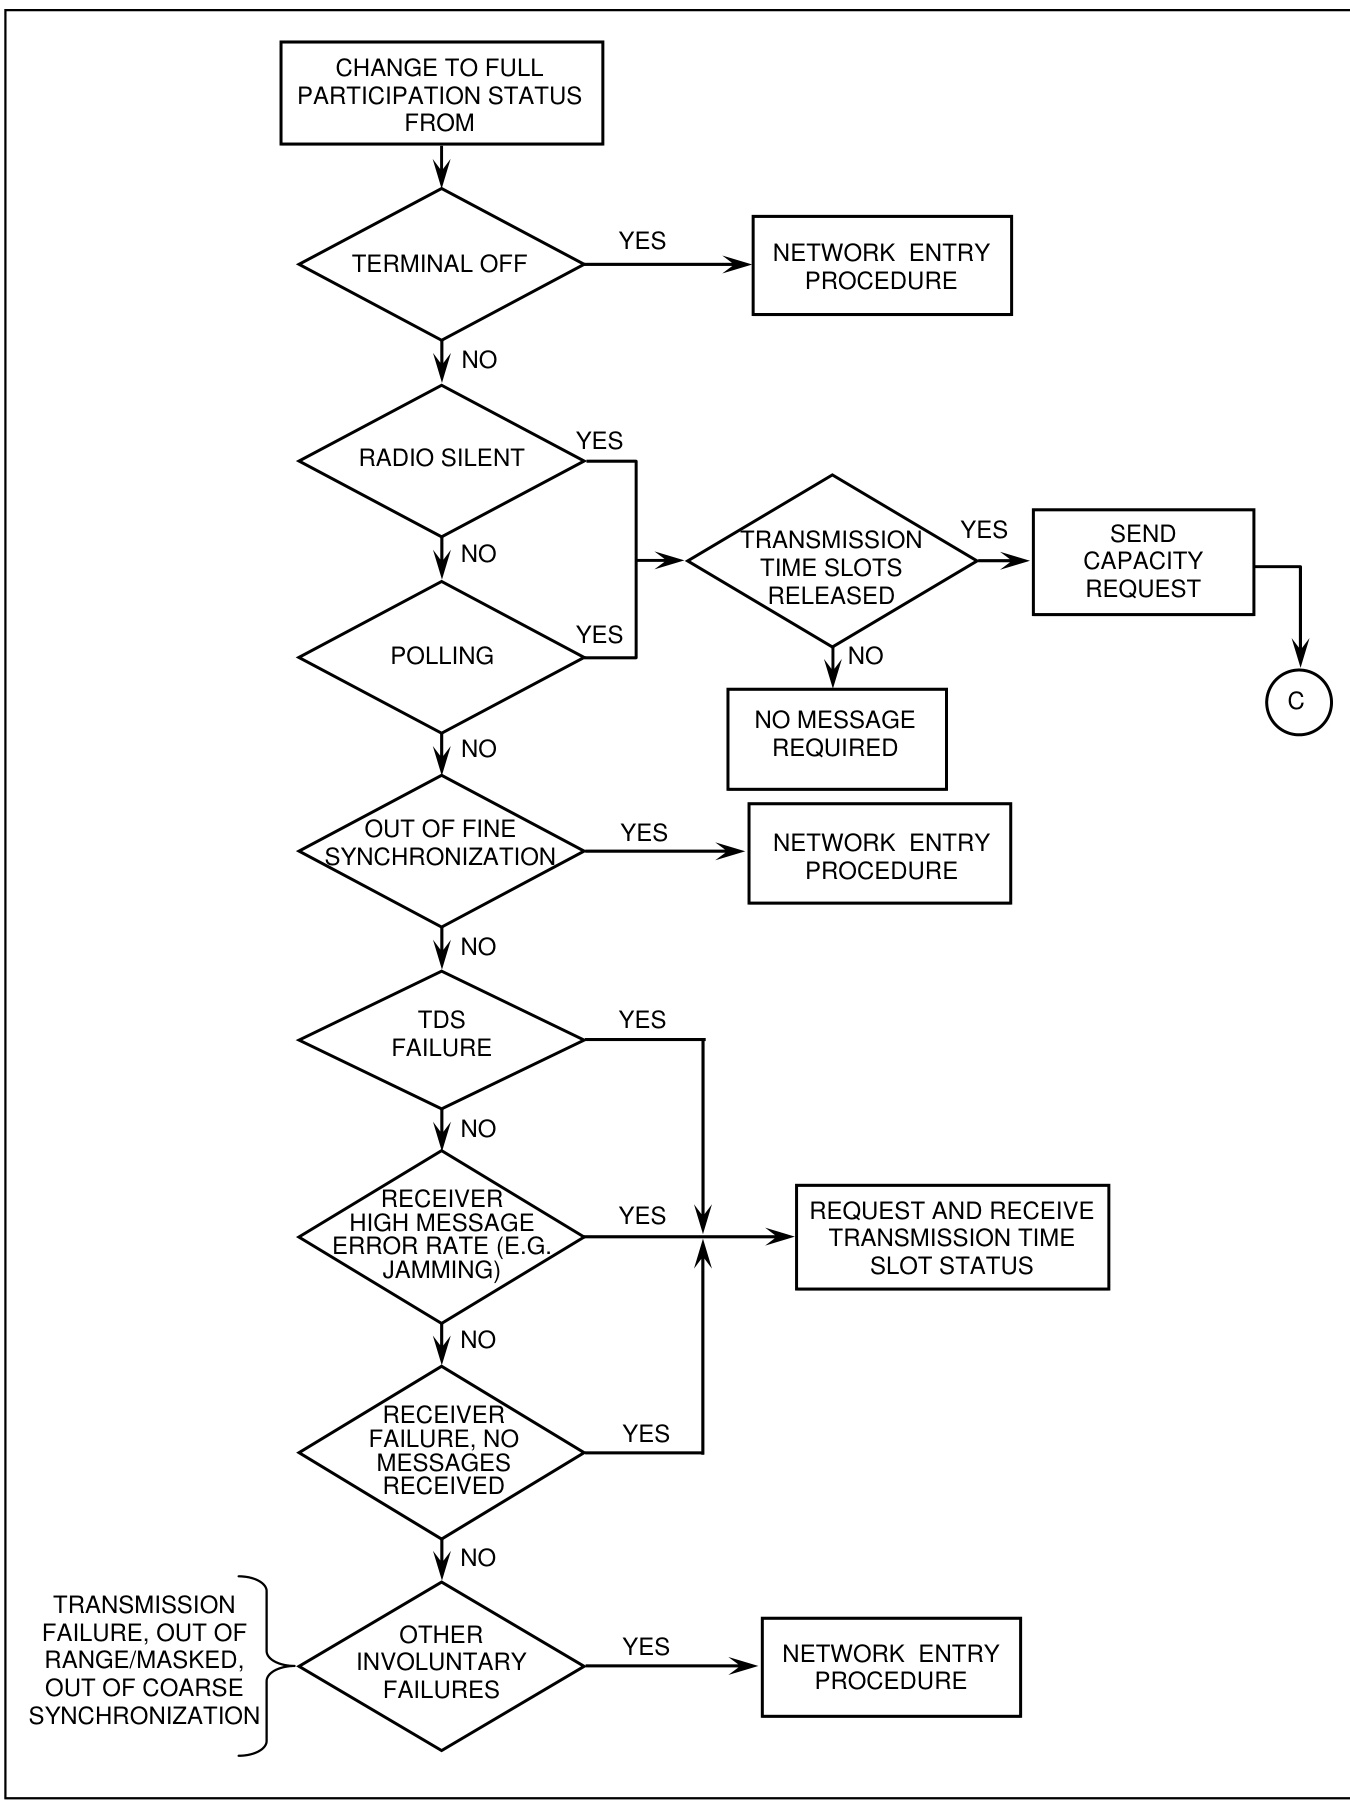 CHANGE TO FULL
PARTICIPATION STATUS
FROM
TERMINAL OFF
YES
NETWORK ENTRY
PROCEDURE
NO
RADIO SILENT
YES
NO
TRANSMISSION
TIME SLOTS
RELEASED
YES
SEND
CAPACITY
REQUEST
POLLING
YES
NO
C
NO MESSAGE
REQUIRED
NO
OUT OF FINE
SYNCHRONIZATION
YES
NETWORK ENTRY
PROCEDURE
NO
TDS
FAILURE
YES
NO
RECEIVER
HIGH MESSAGE
ERROR RATE (E.G.
JAMMING)
YES
REQUEST AND RECEIVE
TRANSMISSION TIME
SLOT STATUS
NO
RECEIVER
FAILURE, NO
MESSAGES
RECEIVED
YES
NO
TRANSMISSION
FAILURE, OUT OF
RANGE/MASKED,
OUT OF COARSE
SYNCHRONIZATION
OTHER
INVOLUNTARY
FAILURES
YES
NETWORK ENTRY
PROCEDURE